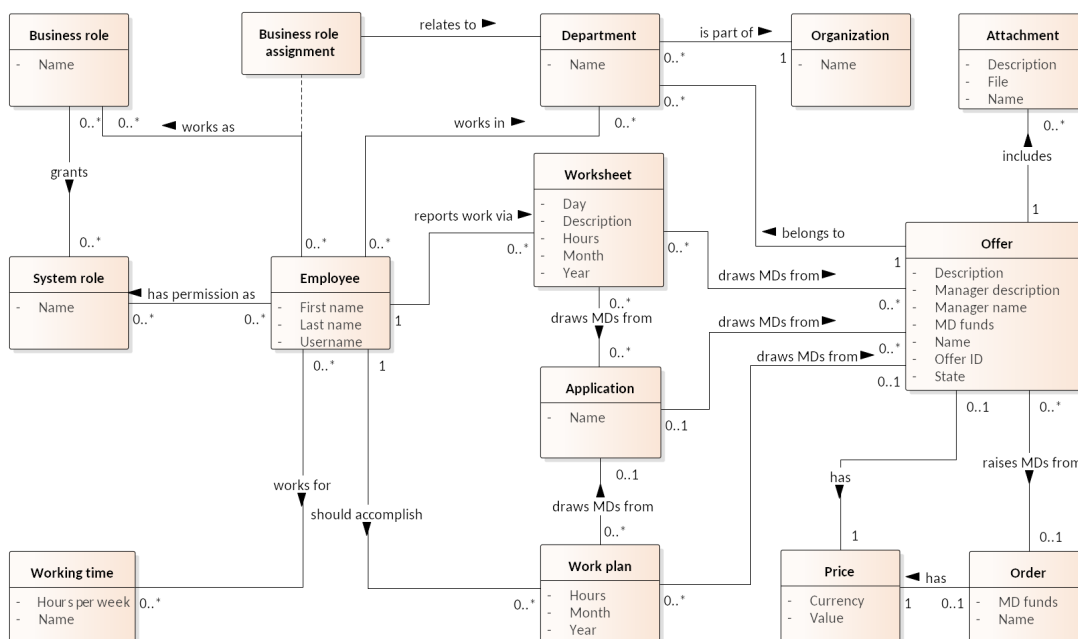 Business role
- Name
Business role
assignment
relates to
Department
- Name
is part of
0..*
1
Organization
- Name
Attachment
- Description
- File
- Name
0..*
0..*
0..*
works as
works in
0..*
0..*
includes
1
grants
0..*
0..*
0..*
reports work via
0..*
Worksheet
- Day
- Description
- Hours
- Month
- Year
0..*
belongs to
1
draws MDs from
0..*
Offer
- Description
- Manager description
- Manager name
- MD funds
- Name
- Offer ID
- State
System role
- Name
has permission as
0..*
0..*
Employee
- First name
- Last name
- Username
1
0..*
draws MDs from
0..*
draws MDs from
0..*
draws MDs from
0..1
0..*
1
Application
- Name
0..1
0..1
0..1
0..*
has
raises MDs from
works for
should accomplish
draws MDs from
0..*
1
0..1
Working time
- Hours per week
- Name
0..*
0..*
Work plan
- Hours
- Month
- Year
0..*
Price
- Currency
- Value
has
1
0..1
Order
- MD funds
- Name